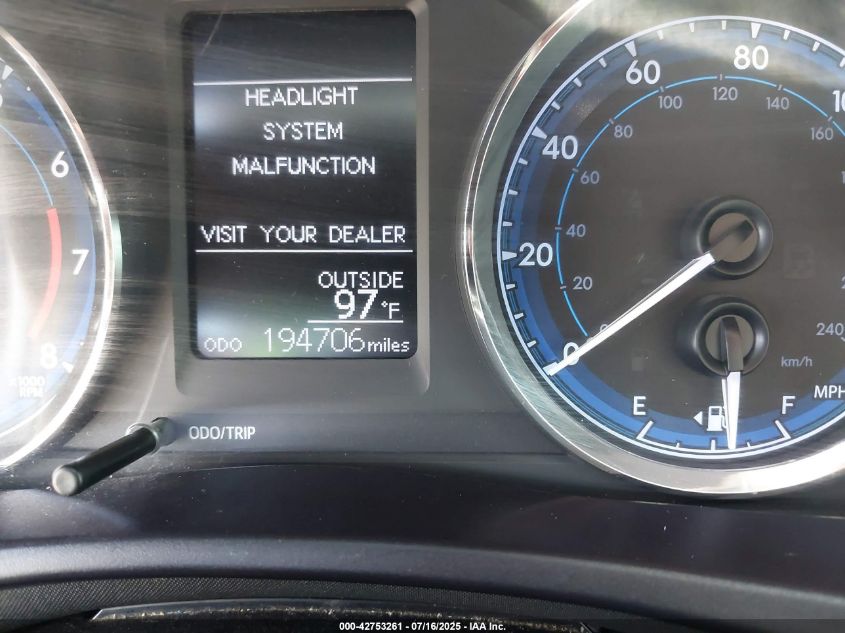 HEADLIGHT
SYSTEM
MALFUNCTION
VISIT YOUR DEALER
OUTSIDE
97°F
ODO 194706 miles
ODO/TRIP
6
7
8
x1000
RPM
0
20
40
60
80
0
20
40
60
80
100
120
140
160
240
km/h
MPH
E
F
000-42753261 - 07/16/2025 - IAA Inc.